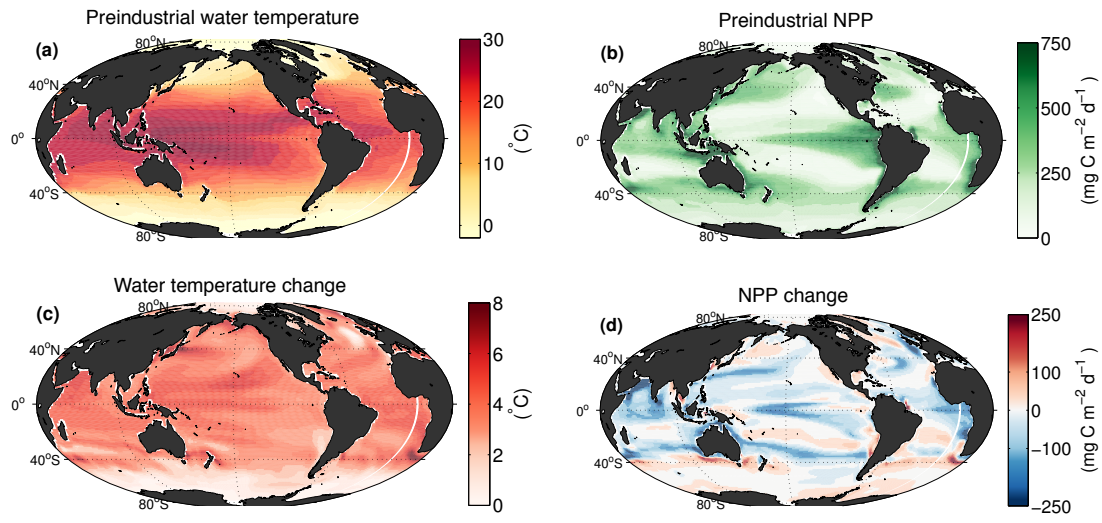 Preindustrial water temperature
(a)
80°N
40°N
0°
40°S
80°S
30
20
10
0
(°C)
Preindustrial NPP
(b)
80°N
40°N
0°
40°S
80°S
750
500
250
0
(mg C m⁻² d⁻¹)
Water temperature change
(c)
80°N
40°N
0°
40°S
80°S
8
6
4
2
0
(°C)
NPP change
(d)
80°N
40°N
0°
40°S
80°S
250
100
0
−100
−250
(mg C m⁻² d⁻¹)